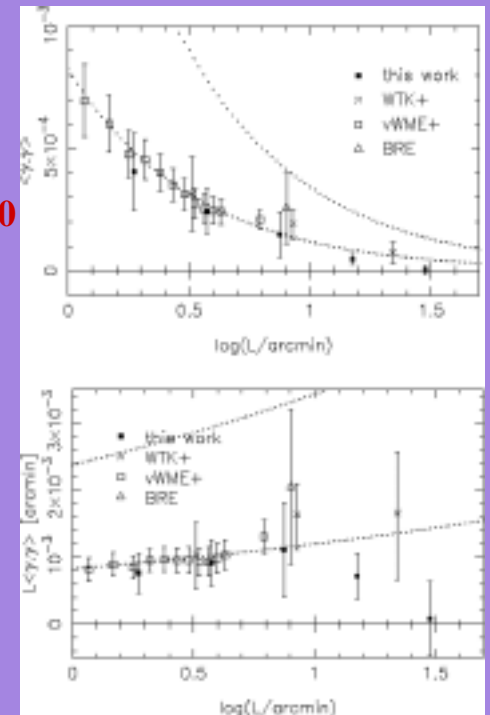 10⁻³
this work
WTK+
vWME+
BRE
5×10⁻⁴
<γ,γ>
0
0
0
0.5
1
1.5
log(L/arcmin)
3×10⁻³
this work
WTK+
vWME+
BRE
2×10⁻³
L<γ,γ> [arcmin]
10⁻³
0
0
0.5
1
1.5
log(L/arcmin)